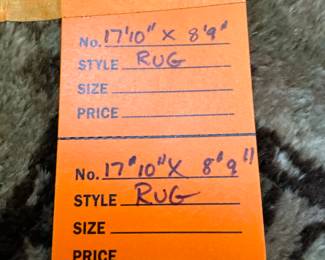 No. 17'10" X 8'9"
STYLE RUG
SIZE
PRICE
No. 17"10" X 8"9"
STYLE RUG
SIZE
PRICE